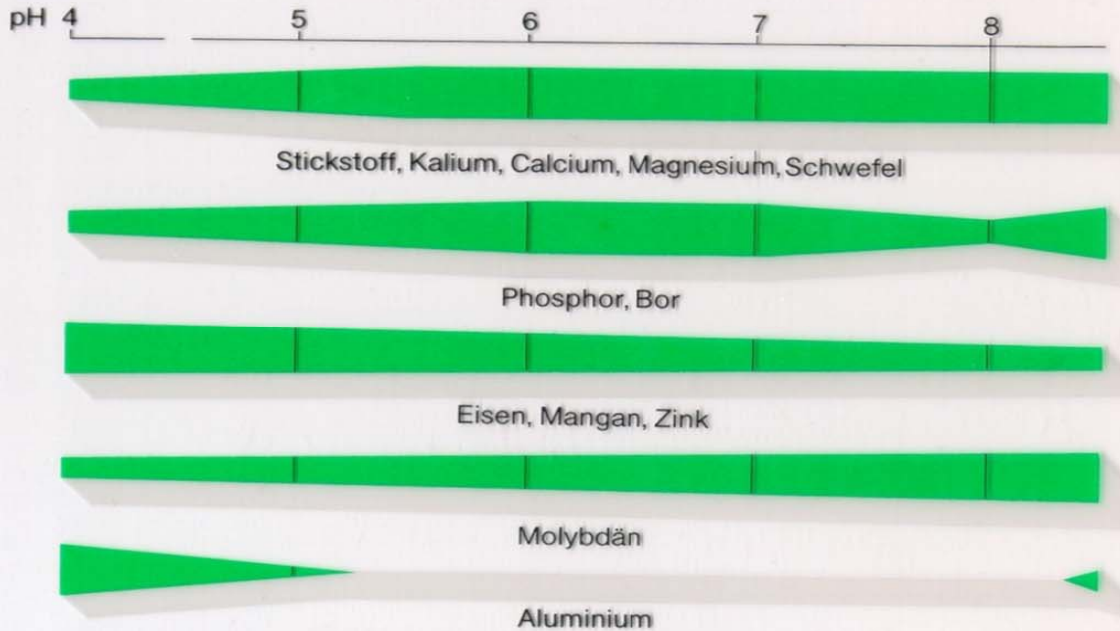 pH 4 5 6 7 8
Stickstoff, Kalium, Calcium, Magnesium, Schwefel
Phosphor, Bor
Eisen, Mangan, Zink
Molybdän
Aluminium